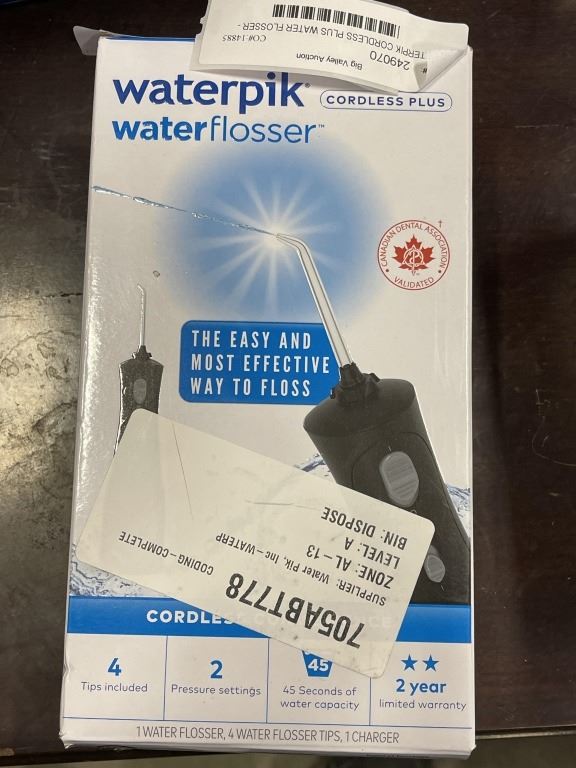 CO#:14885
TERPIK CORDLESS PLUS WATER FLOSSER -
249070
Big Valley Auction
waterpik®
CORDLESS PLUS
waterflosser™
CANADIAN DENTAL ASSOCIATION
VALIDATED
†
THE EASY AND
MOST EFFECTIVE
WAY TO FLOSS
705ABT778
CODING-COMPLETE
SUPPLIER: Water Pik, Inc-WATERP
ZONE: AL-13
LEVEL: A
BIN: DISPOSE
4
Tips included
2
Pressure settings
45
45 Seconds of
water capacity
★★
2 year
limited warranty
1 WATER FLOSSER, 4 WATER FLOSSER TIPS, 1 CHARGER